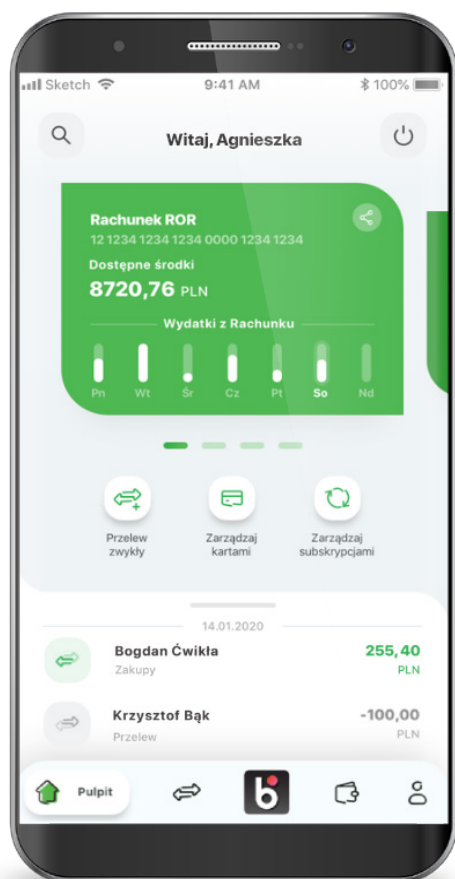 Sketch
9:41 AM
100%
Witaj, Agnieszka
Rachunek ROR
12 1234 1234 1234 0000 1234 1234
Dostępne środki
8720,76 PLN
Wydatki z Rachunku
Pn Wt Śr Cz Pt So Nd
Przelew
zwykły
Zarządzaj
kartami
Zarządzaj
subskrypcjami
14.01.2020
Bogdan Ćwikła
255,40
Zakupy
PLN
Krzysztof Bąk
-100,00
Przelew
PLN
Pulpit
b